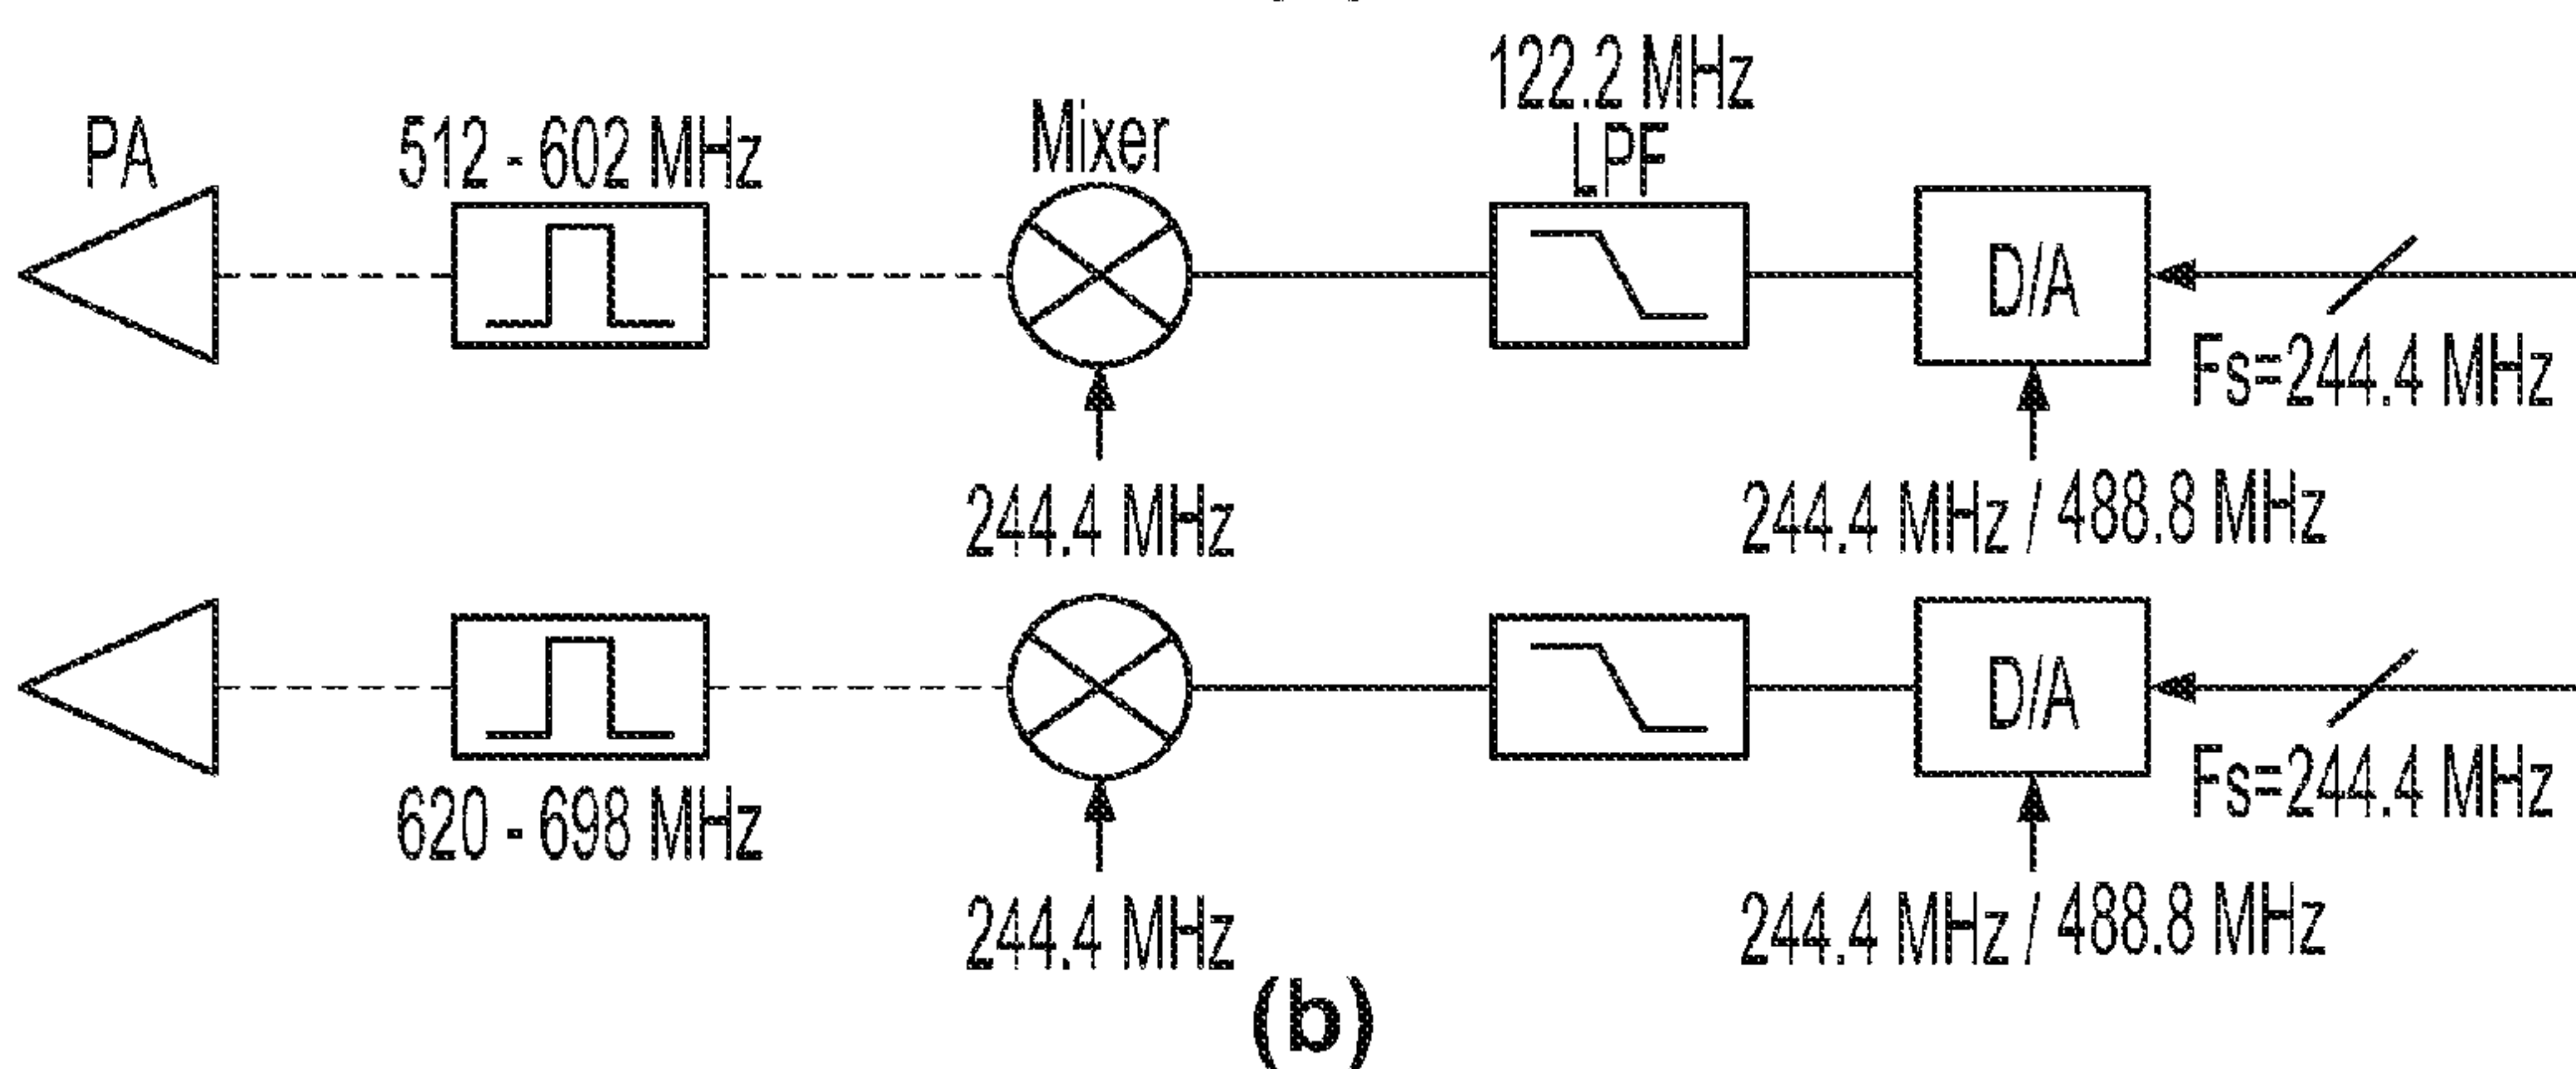 122.2 MHz
PA
512 - 602 MHz
Mixer
LPF
D/A
Fs=244.4 MHz
244.4 MHz
244.4 MHz / 488.8 MHz
D/A
620 - 698 MHz
Fs=244.4 MHz
244.4 MHz
244.4 MHz / 488.8 MHz
(b)